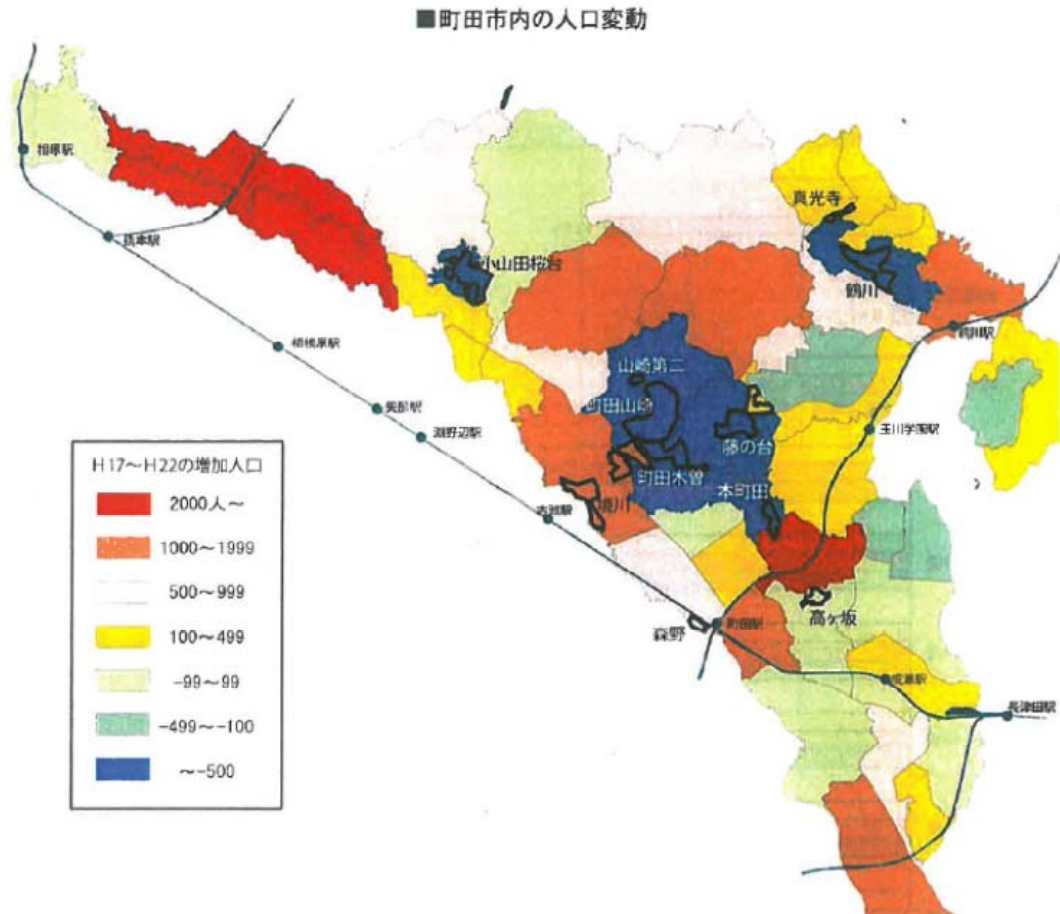 ■町田市内の人口変動
相原駅
橋本駅
相模原駅
矢部駅
淵野辺駅
古淵駅
町田駅
成瀬駅
長津田駅
玉川学園駅
鶴川駅
真光寺
鶴川
小山田桜台
山崎第二
町田山崎
藤の台
町田木曽
本町田
境川
森野
高ヶ坂
H17～H22の増加人口
2000人～
1000～1999
500～999
100～499
-99～99
-499～-100
～-500